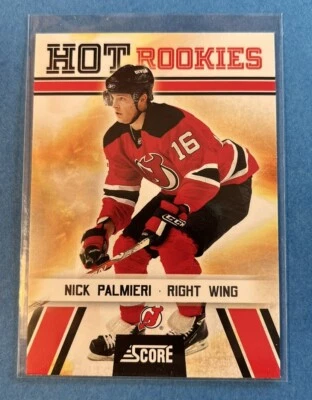 HOT ROOKIES
16
NICK PALMIERI · RIGHT WING
SCORE